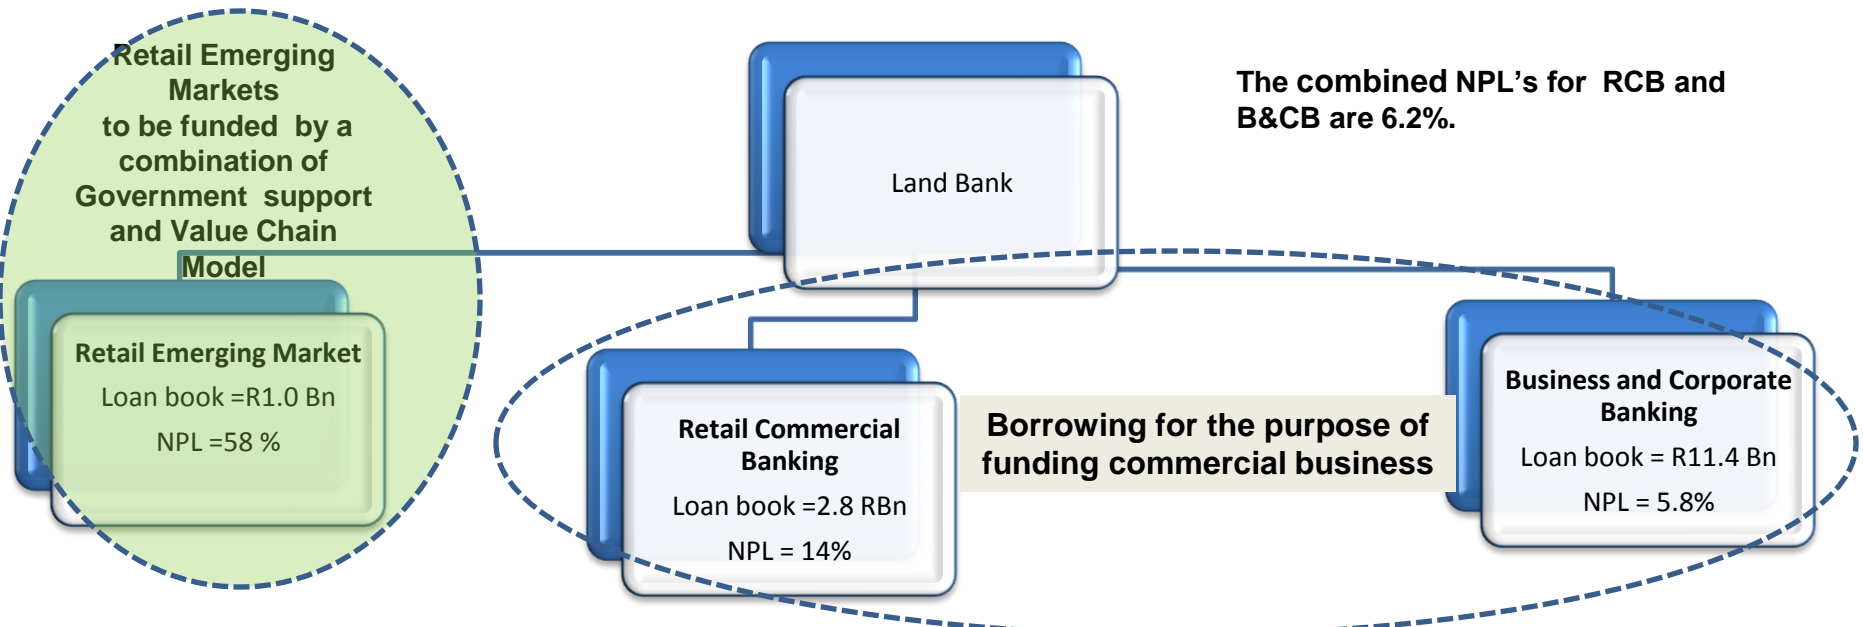 Retail Emerging
Markets
to be funded by a
combination of
Government support
and Value Chain
Model
Land Bank
The combined NPL’s for RCB and
B&CB are 6.2%.
Retail Emerging Market
Loan book =R1.0 Bn
NPL =58 %
Retail Commercial
Banking
Loan book =2.8 RBn
NPL = 14%
Borrowing for the purpose of
funding commercial business
Business and Corporate
Banking
Loan book = R11.4 Bn
NPL = 5.8%